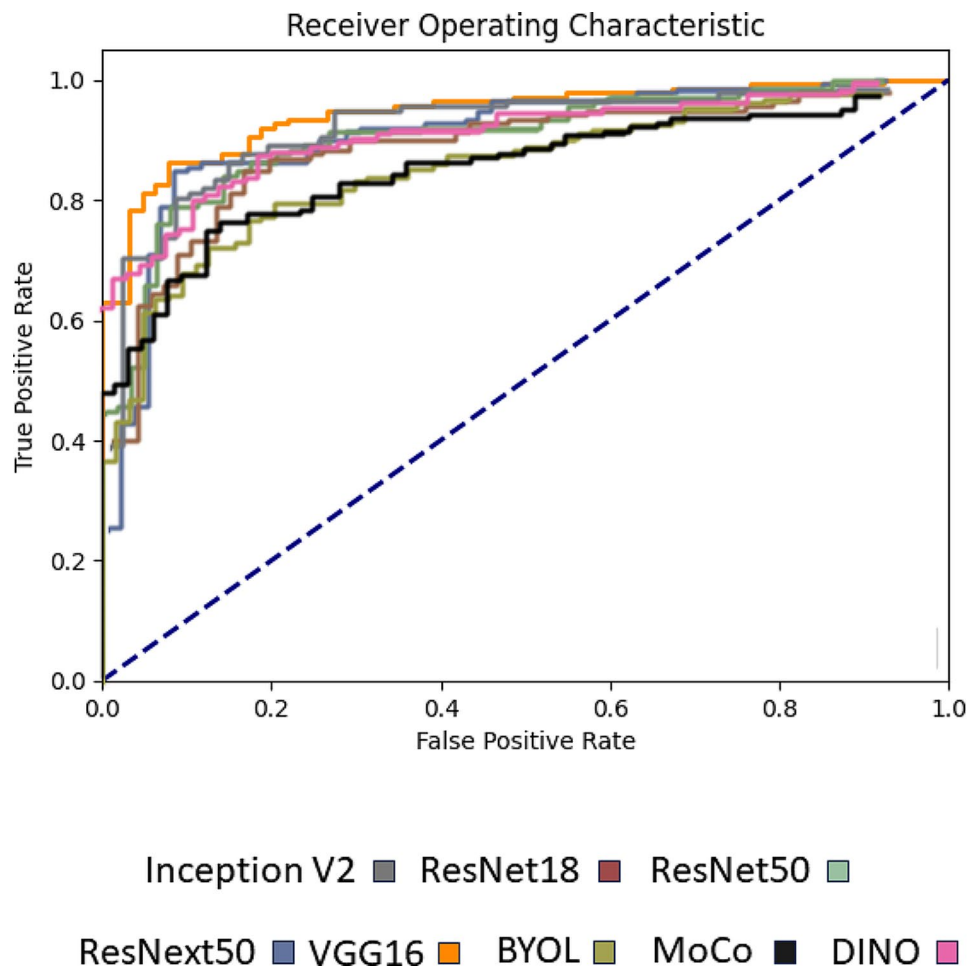 Receiver Operating Characteristic
1.0
0.8
0.6
0.4
0.2
0.0
True Positive Rate
0.0 0.2 0.4 0.6 0.8 1.0
False Positive Rate
Inception V2 ResNet18 ResNet50
ResNext50 VGG16 BYOL MoCo DINO